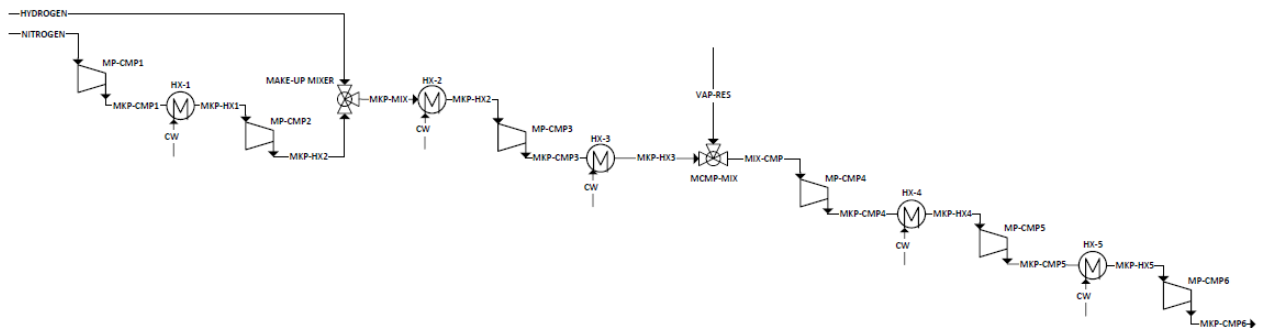 HYDROGEN
NITROGEN
MP-CMP1
MKP-CMP1
HX-1
CW
MKP-HX1
MP-CMP2
MKP-HX2
MAKE-UP MIXER
MKP-MIX
HX-2
CW
MKP-HX2
MP-CMP3
MKP-CMP3
HX-3
CW
MKP-HX3
VAP-RES
MCMP-MIX
MIX-CMP
MP-CMP4
MKP-CMP4
HX-4
CW
MKP-HX4
MP-CMP5
MKP-CMP5
HX-5
CW
MKP-HX5
MP-CMP6
MKP-CMP6